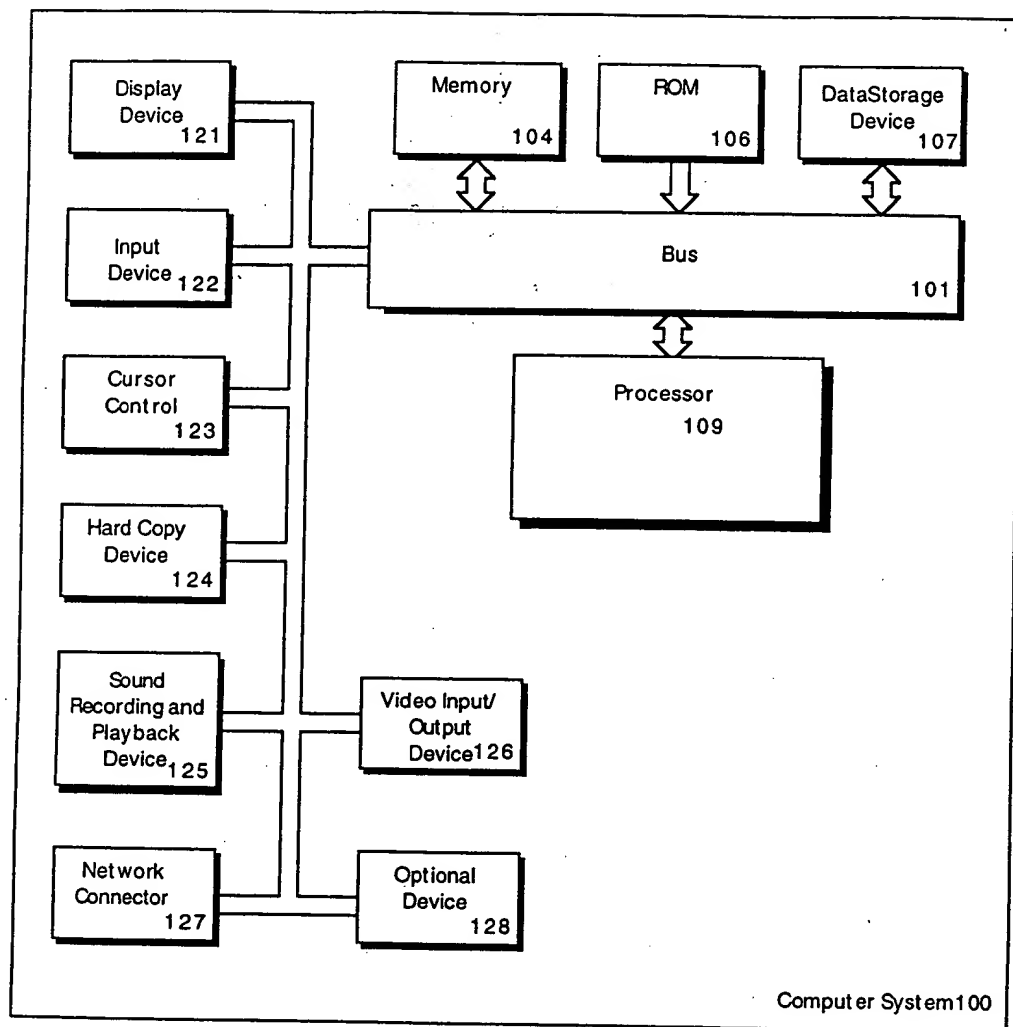 Display
Device
121
Memory
104
ROM
106
DataStorage
Device
107
Input
Device
122
Bus
101
Cursor
Control
123
Processor
109
Hard Copy
Device
124
Sound
Recording and
Playback
Device
125
Video Input/
Output
Device 126
Network
Connector
127
Optional
Device
128
Computer System100